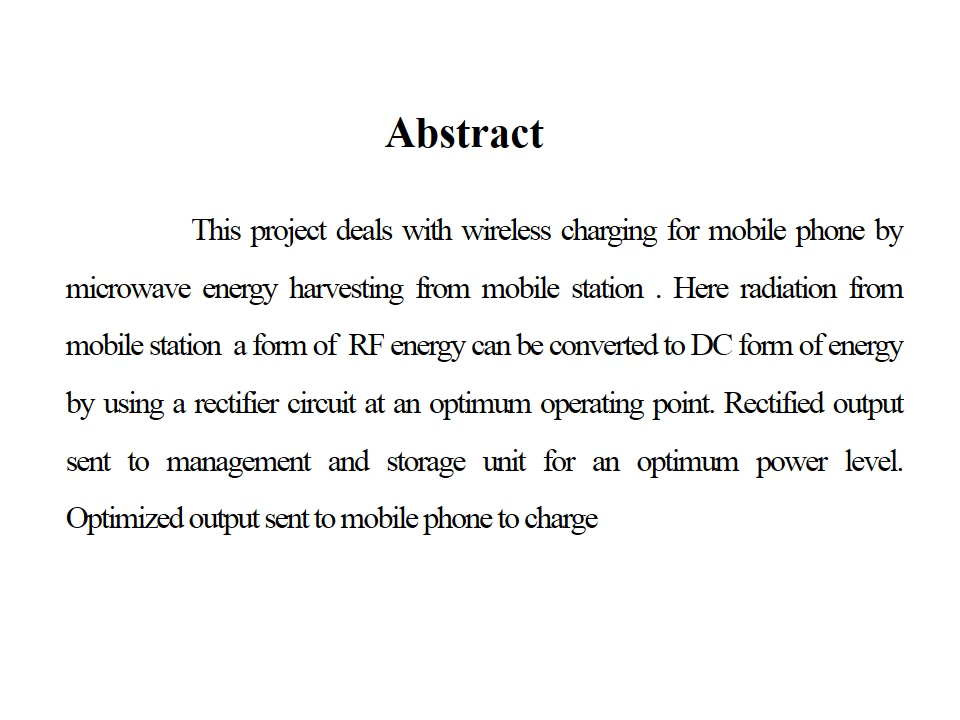 Abstract
This project deals with wireless charging for mobile phone by
microwave energy harvesting from mobile station . Here radiation from
mobile station  a form of  RF energy can be converted to DC form of energy
by using a rectifier circuit at an optimum operating point. Rectified output
sent to management and storage unit for an optimum power level.
Optimized output sent to mobile phone to charge